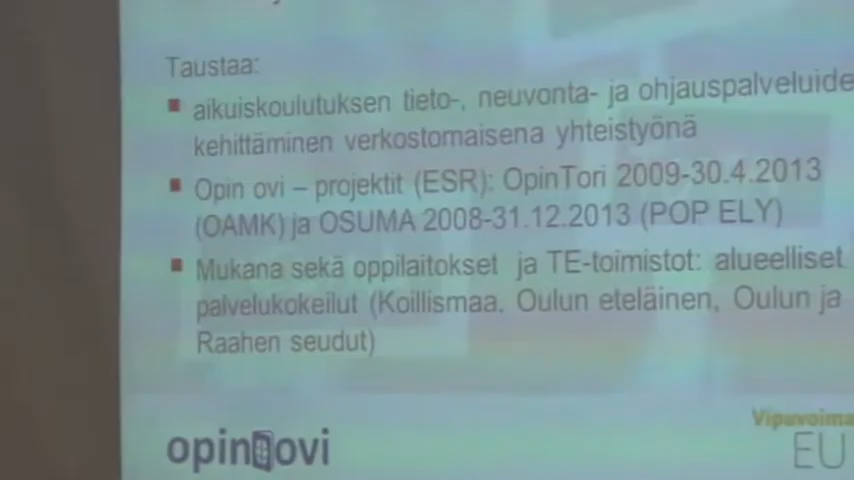 Taustaa:
aikuiskoulutuksen tieto-, neuvonta- ja ohjauspalveluide
kehittäminen verkostomaisena yhteistyönä
Opin ovi – projektit (ESR): OpinTori 2009-30.4.2013
(OAMK) ja OSUMA 2008-31.12.2013 (POP ELY)
Mukana sekä oppilaitokset ja TE-toimistot: alueelliset
palvelukokeilut (Koillismaa, Oulun eteläinen, Oulun ja
Raahen seudut)
Vipuvoima
opin ovi
EU